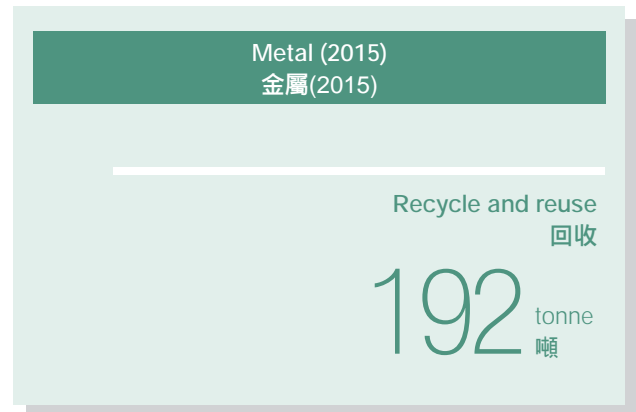 Metal (2015)
金屬(2015)
Recycle and reuse
回收
192 tonne
噸